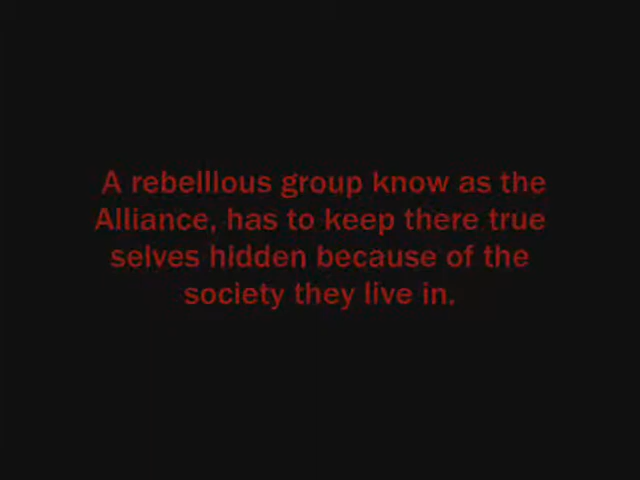 A rebelllous group know as the
Alliance, has to keep there true
selves hidden because of the
society they live in.